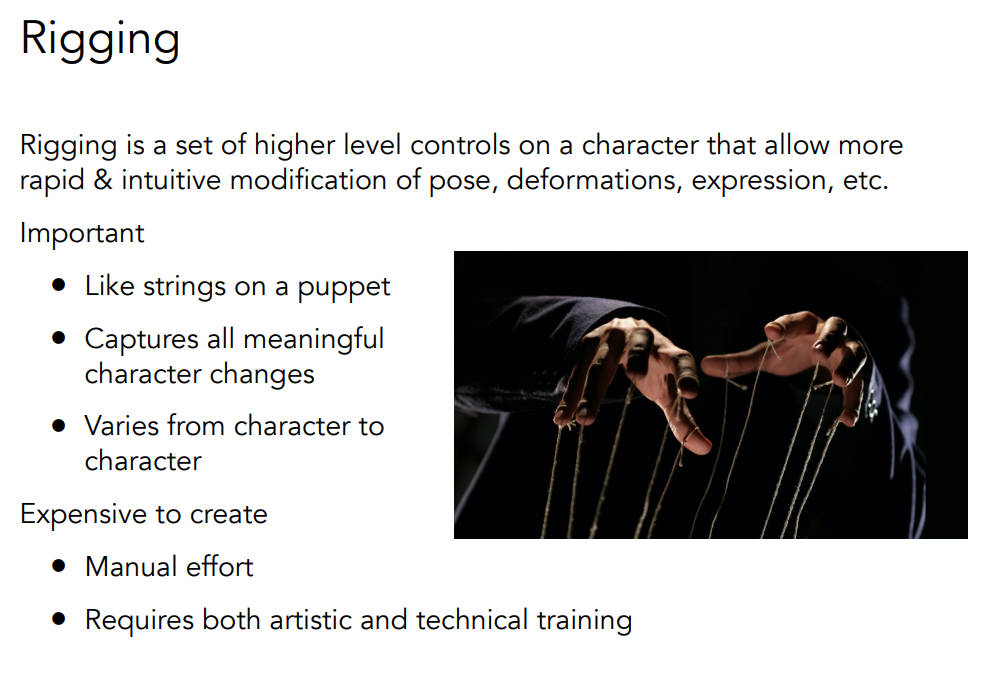 Rigging
Rigging is a set of higher level controls on a character that allow more
rapid & intuitive modification of pose, deformations, expression, etc.
Important
● Like strings on a puppet
● Captures all meaningful
character changes
● Varies from character to
character
Expensive to create
● Manual effort
● Requires both artistic and technical training